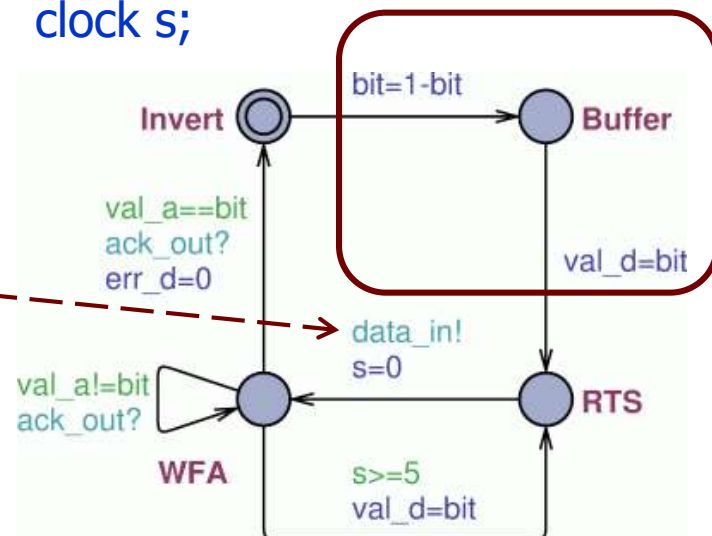 clock s;
bit=1-bit
Invert
Buffer
val_a==bit
ack_out?
err_d=0
val_d=bit
data_in!
s=0
val_a!=bit
ack_out?
RTS
WFA
s>=5
val_d=bit